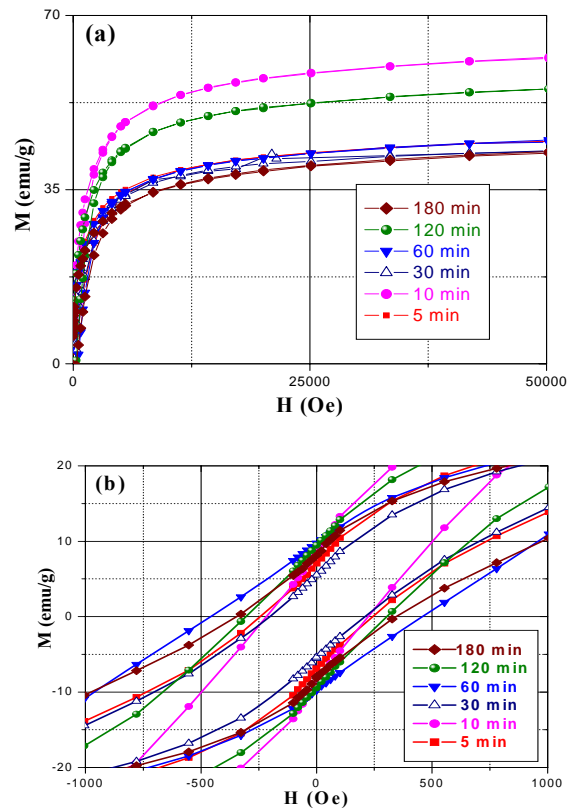 (a)
70
35
0
M (emu/g)
180 min
120 min
60 min
30 min
10 min
5 min
0 25000 50000
H (Oe)
(b)
20
10
0
-10
-20
M (emu/g)
180 min
120 min
60 min
30 min
10 min
5 min
-1000 -500 0 500 1000
H (Oe)